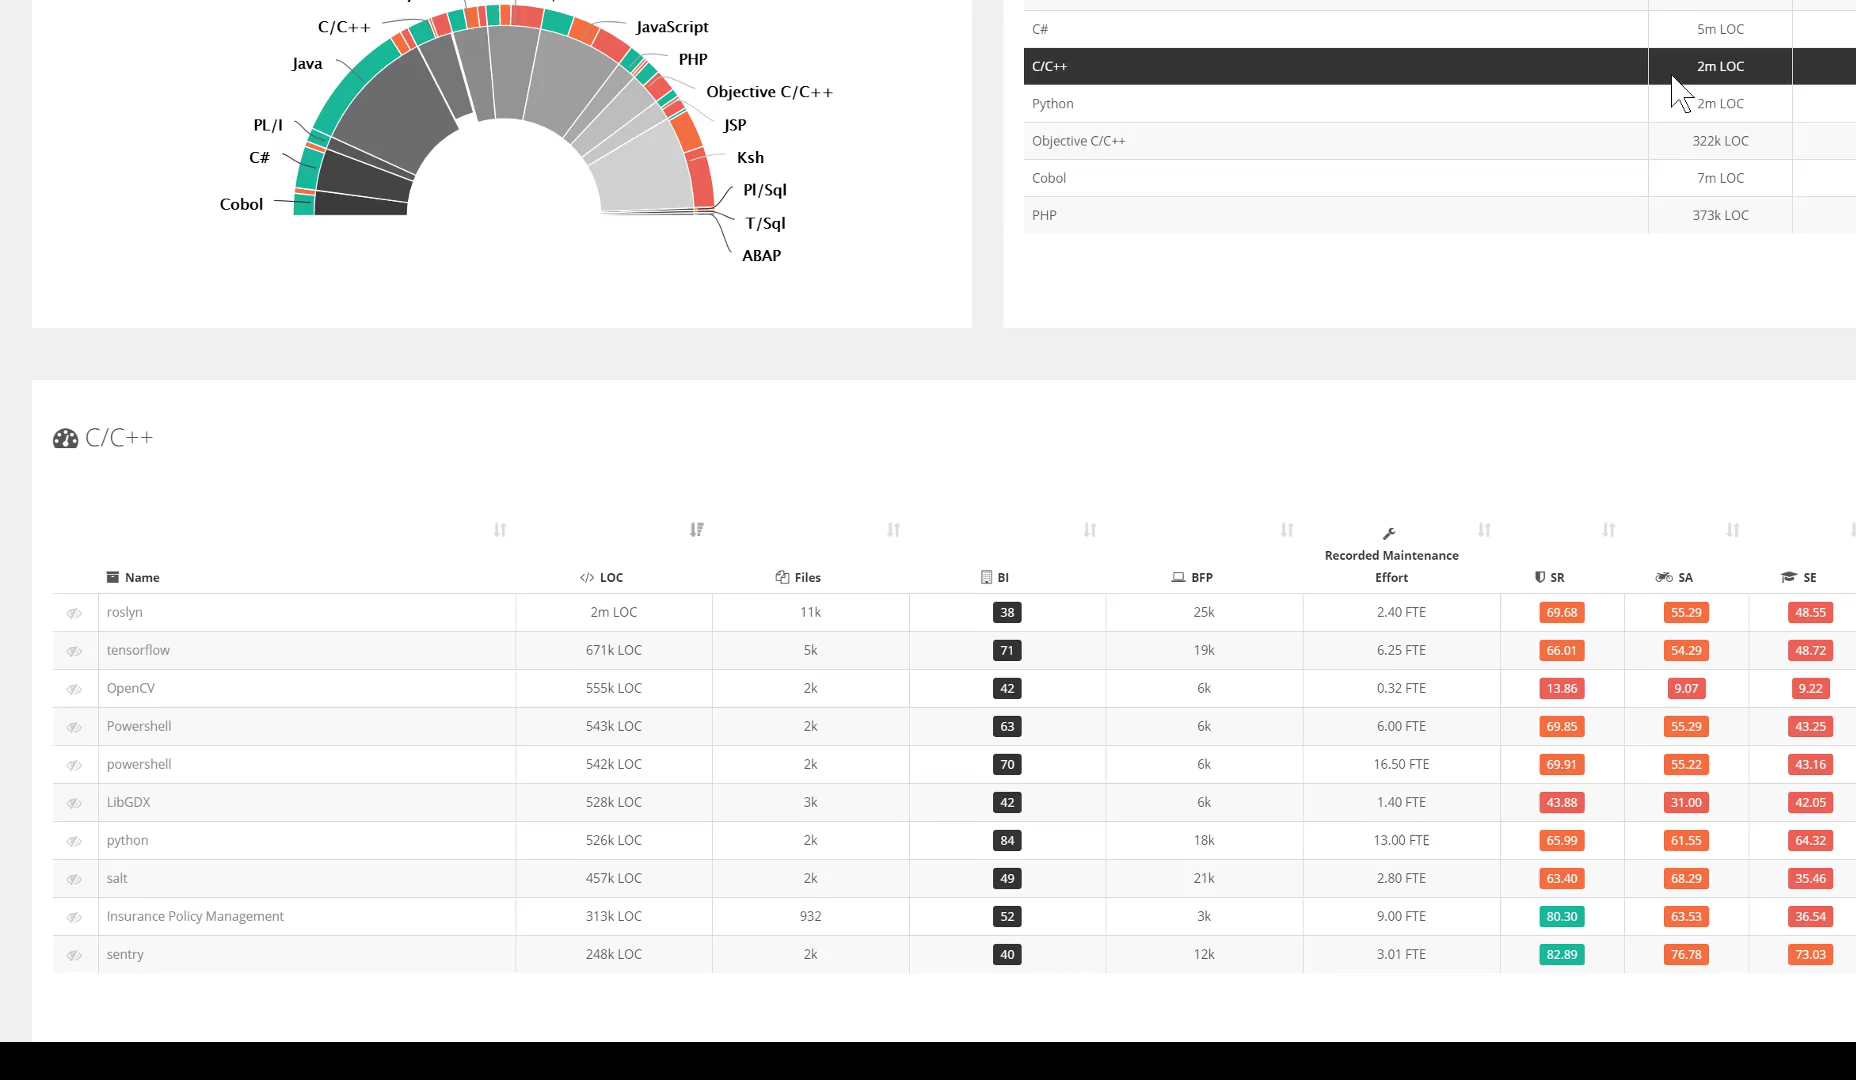 C/C++
JavaScript
Java
PHP
Objective C/C++
PL/I
JSP
C#
Ksh
Cobol
Pl/Sql
T/Sql
ABAP
C# 5m LOC
C/C++ 2m LOC
Python 2m LOC
Objective C/C++ 322k LOC
Cobol 7m LOC
PHP 373k LOC
C/C++
Recorded Maintenance
Name LOC Files BI BFP Effort SR SA SE
roslyn 2m LOC 11k 38 25k 2.40 FTE 69.68 55.29 48.55
tensorflow 671k LOC 5k 71 19k 6.25 FTE 66.01 54.29 48.72
OpenCV 555k LOC 2k 42 6k 0.32 FTE 13.86 9.07 9.22
Powershell 543k LOC 2k 63 6k 6.00 FTE 69.85 55.29 43.25
powershell 542k LOC 2k 70 6k 16.50 FTE 69.91 55.22 43.16
LibGDX 528k LOC 3k 42 6k 1.40 FTE 43.88 31.00 42.05
python 526k LOC 2k 84 18k 13.00 FTE 65.99 61.55 64.32
salt 457k LOC 2k 49 21k 2.80 FTE 63.40 68.29 35.46
Insurance Policy Management 313k LOC 932 52 3k 9.00 FTE 80.30 63.53 36.54
sentry 248k LOC 2k 40 12k 3.01 FTE 82.89 76.78 73.03